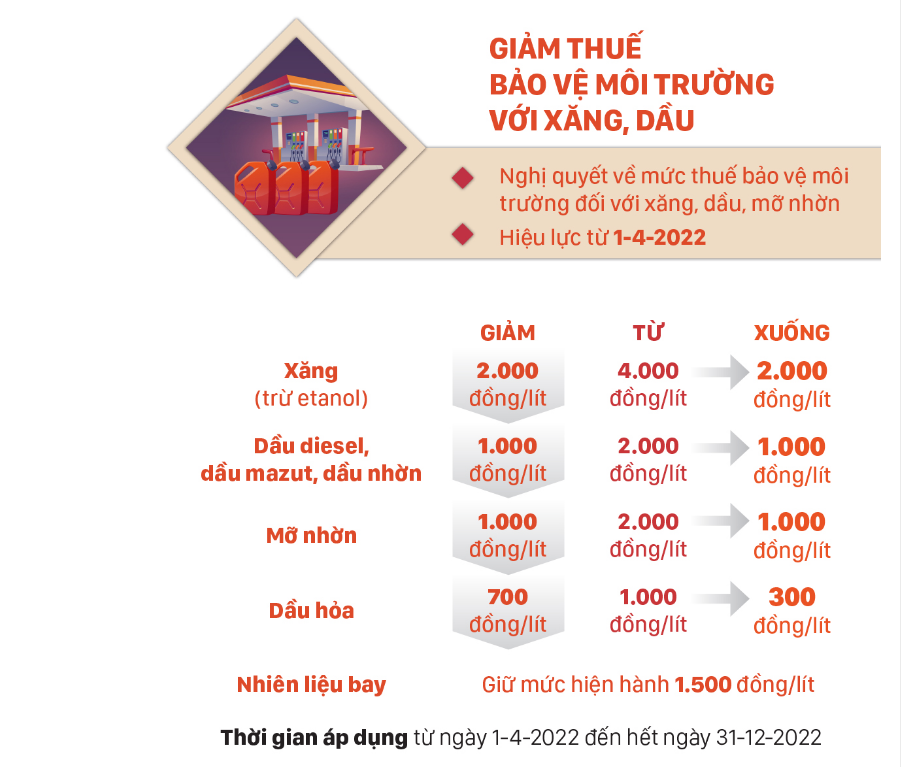 GIẢM THUẾ
BẢO VỆ MÔI TRƯỜNG
VỚI XĂNG, DẦU
Nghị quyết về mức thuế bảo vệ môi
trường đối với xăng, dầu, mỡ nhờn
Hiệu lực từ 1-4-2022
GIẢM TỪ XUỐNG
Xăng 2.000 4.000 2.000
(trừ etanol) đồng/lít đồng/lít đồng/lít
Dầu diesel, 1.000 2.000 1.000
dầu mazut, dầu nhờn đồng/lít đồng/lít đồng/lít
Mỡ nhờn 1.000 2.000 1.000
đồng/lít đồng/lít đồng/lít
Dầu hỏa 700 1.000 300
đồng/lít đồng/lít đồng/lít
Nhiên liệu bay Giữ mức hiện hành 1.500 đồng/lít
Thời gian áp dụng từ ngày 1-4-2022 đến hết ngày 31-12-2022